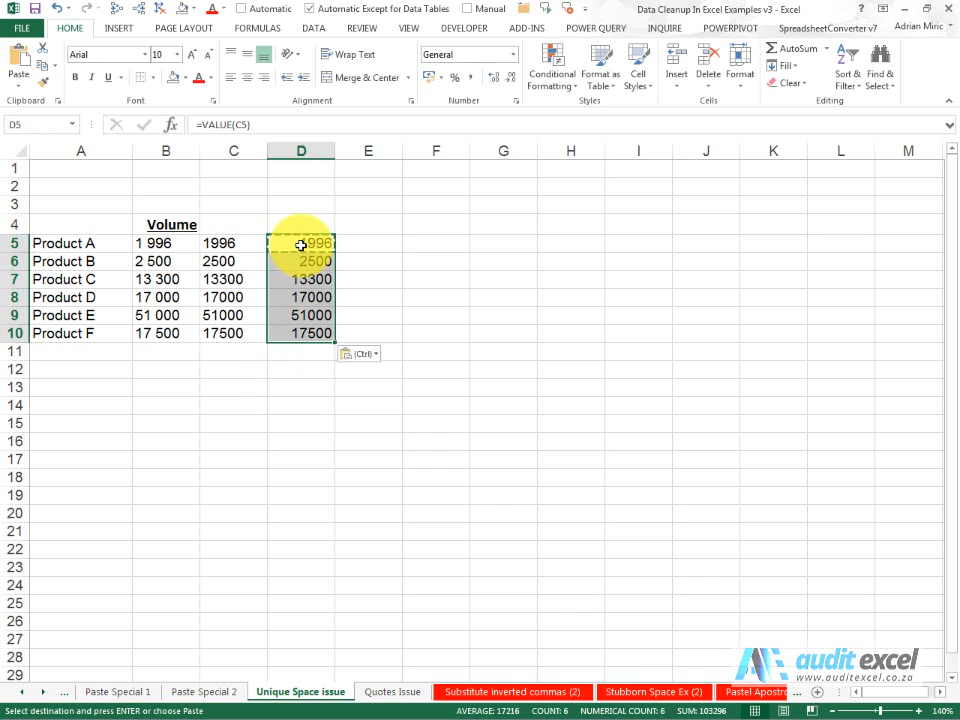 Automatic
Automatic Except for Data Tables
Manual
Data Cleanup In Excel Examples v3 - Excel
?
FILE HOME INSERT PAGE LAYOUT FORMULAS DATA REVIEW VIEW DEVELOPER ADD-INS POWER QUERY INQUIRE POWERPIVOT SpreadsheetConverter v7 Adrian Miric
Paste
Arial 10 A A
Wrap Text
General
Conditional Formatting
Format as Table
Cell Styles
Insert Delete Format
AutoSum
Fill
Clear
Sort & Filter
Find & Select
B I U A
Merge & Center
%
Clipboard Font Alignment Number Styles Cells Editing
D5 fx =VALUE(C5)
A B C D E F G H I J K L M
1
2
3
4 Volume
5 Product A 1 996 1996 1996
6 Product B 2 500 2500 2500
7 Product C 13 300 13300 13300
8 Product D 17 000 17000 17000
9 Product E 51 000 51000 51000
10 Product F 17 500 17500 17500
11
(Ctrl)
12
13
14
15
16
17
18
19
20
21
22
23
24
25
26
27
28
29
audit excel
www.auditexcel.co.za
... Paste Special 1 Paste Special 2 Unique Space issue Quotes Issue Substitute inverted commas (2) Stubborn Space Ex (2) Pastel Apostro ...
Select destination and press ENTER or choose Paste AVERAGE: 17216 COUNT: 6 NUMERICAL COUNT: 6 SUM: 103296 140%